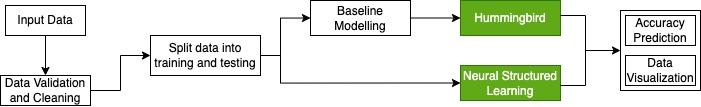 Input Data
Data Validation
and Cleaning
Split data into
training and testing
Baseline
Modelling
Hummingbird
Neural Structured
Learning
Accuracy
Prediction
Data
Visualization